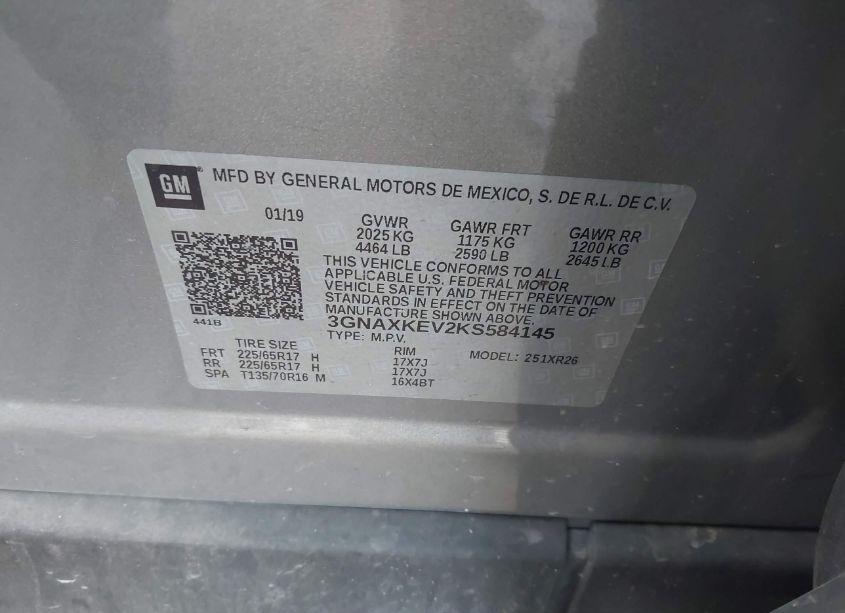 GM
MFD BY GENERAL MOTORS DE MEXICO, S. DE R.L. DE C.V.
01/19 GVWR GAWR FRT GAWR RR
2025 KG 1175 KG 1200 KG
4464 LB 2590 LB 2645 LB
THIS VEHICLE CONFORMS TO ALL
APPLICABLE U.S. FEDERAL MOTOR
VEHICLE SAFETY AND THEFT PREVENTION
STANDARDS IN EFFECT ON THE DATE OF
MANUFACTURE SHOWN ABOVE.
441B
3GNAXKEV2KS584145
TYPE: M.P.V.
MODEL: 251XR26
TIRE SIZE RIM
FRT 225/65R17 H 17X7J
RR 225/65R17 H 17X7J
SPA T135/70R16 M 16X4BT